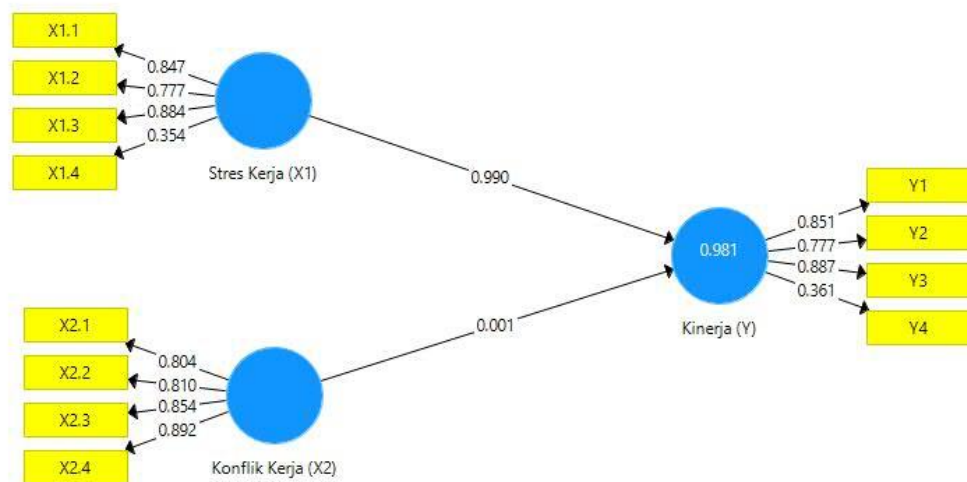 X1.1
0.847
X1.2
0.777
X1.3
0.884
0.354
X1.4
Stres Kerja (X1)
0.990
Y1
0.851
Y2
0.777
0.981
0.887
Y3
0.361
Y4
Kinerja (Y)
0.001
X2.1
0.804
X2.2
0.810
X2.3
0.854
0.892
X2.4
Konflik Kerja (X2)